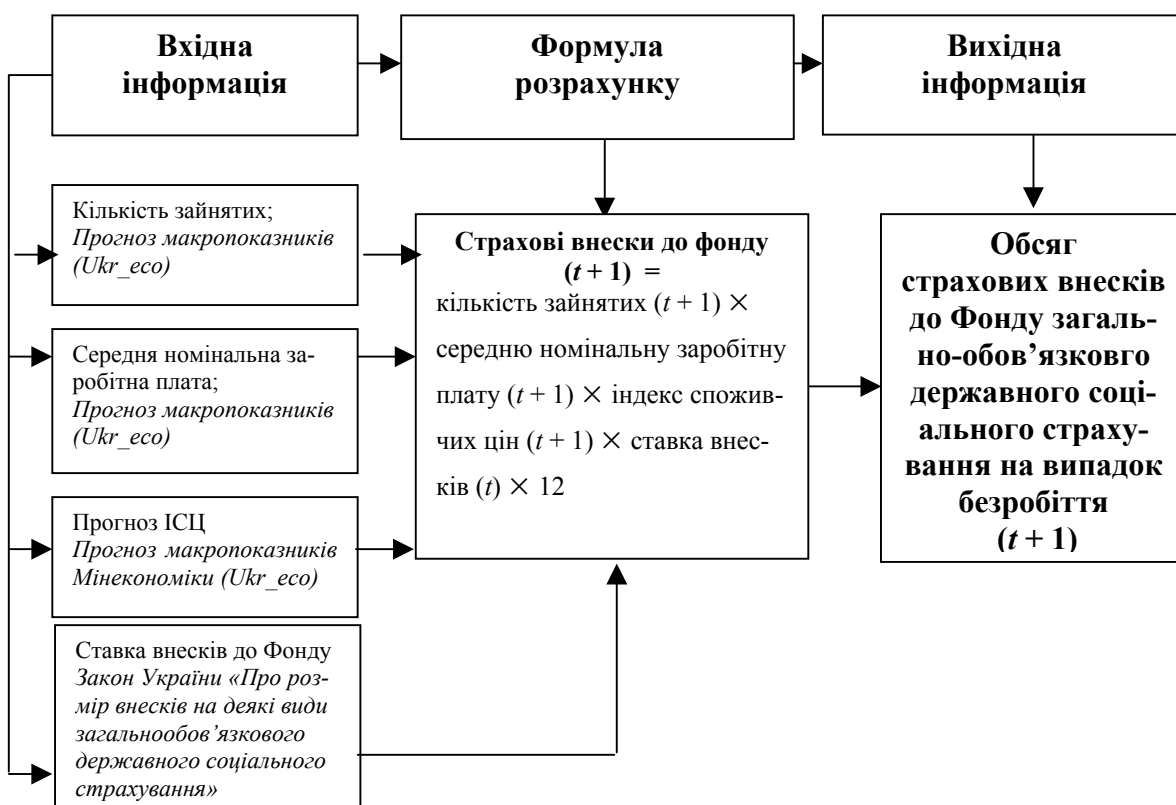 Вхідна
інформація
Формула
розрахунку
Вихідна
інформація
Кількість зайнятих;
Прогноз макропоказників
(Ukr_eco)
Середня номінальна за-
робітна плата;
Прогноз макропоказників
(Ukr_eco)
Прогноз ІСЦ
Прогноз макропоказників
Мінекономіки (Ukr_eco)
Ставка внесків до Фонду
Закон України «Про роз-
мір внесків на деякі види
загальнообов’язкового
державного соціального
страхування»
Страхові внески до фонду
(t + 1) =
кількість зайнятих (t + 1) ×
середню номінальну заробітну
плату (t + 1) × індекс спожив-
чих цін (t + 1) × ставка внес-
ків (t) × 12
Обсяг
страхових внесків
до Фонду загаль-
но-обов’язковго
державного соці-
ального страху-
вання на випадок
безробіття
(t + 1)